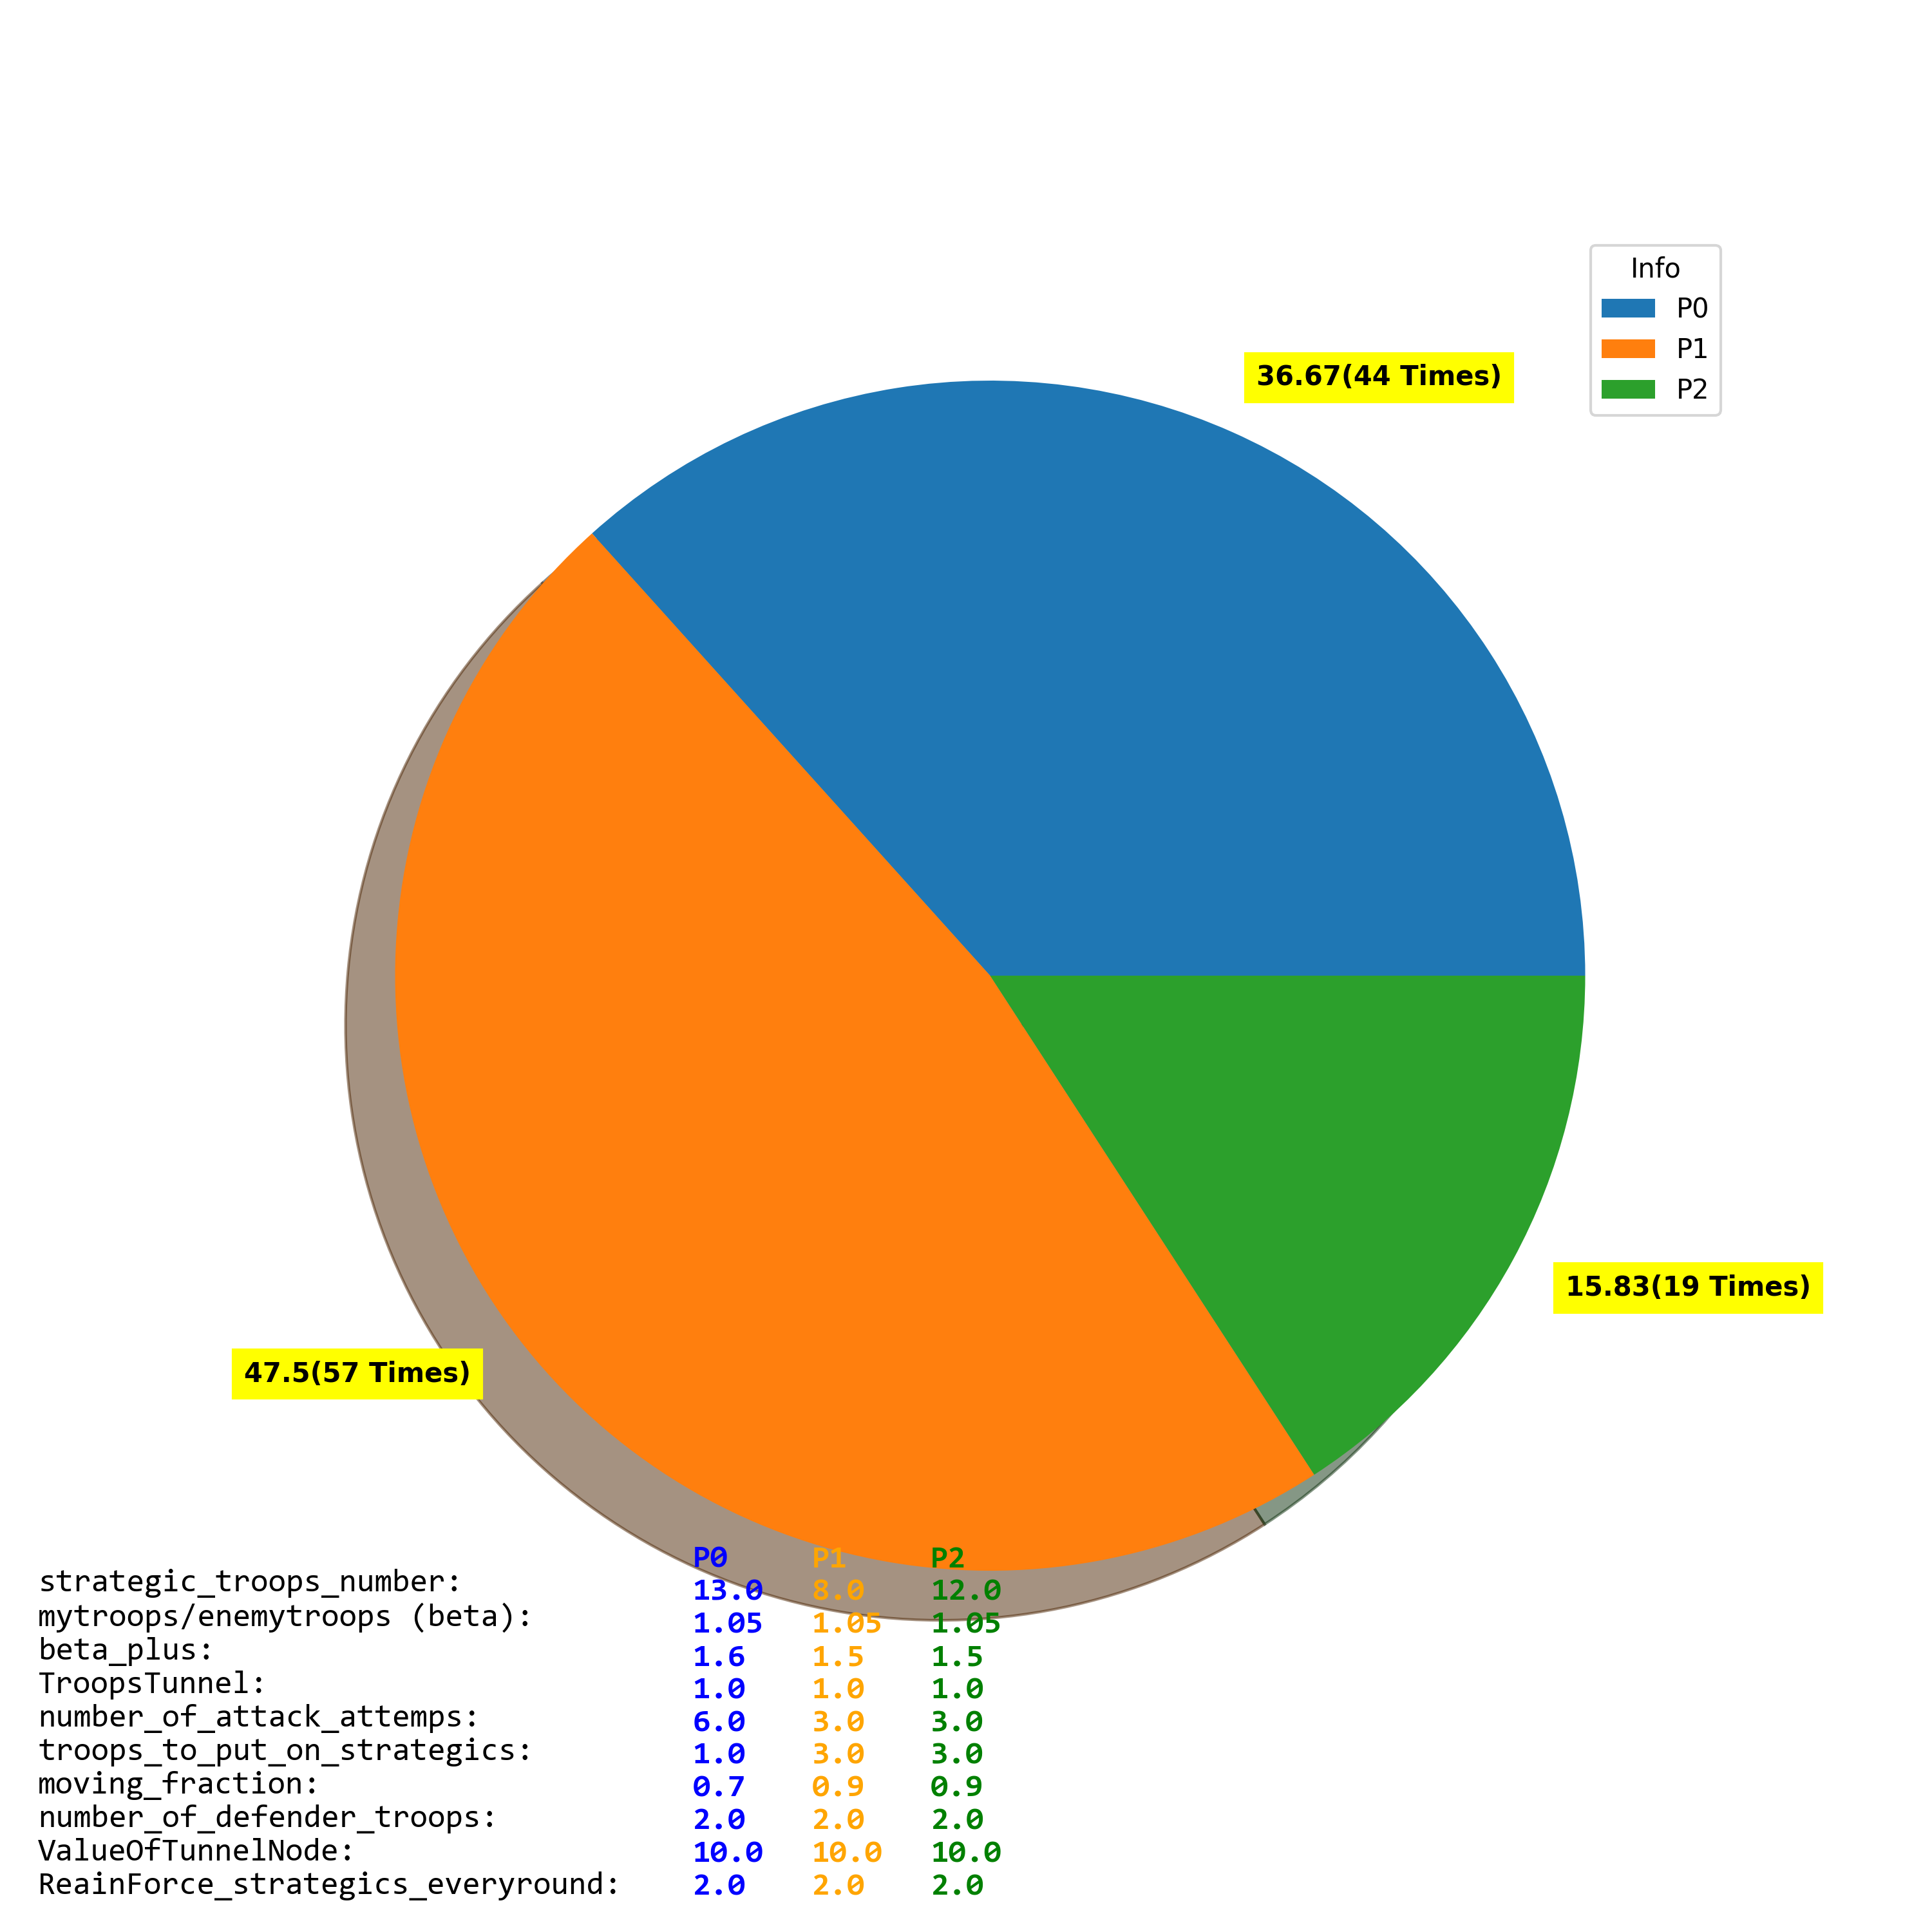 Info
P0
P1
P2
36.67(44 Times)
15.83(19 Times)
47.5(57 Times)
P0 P1 P2
strategic_troops_number: 13.0 8.0 12.0
mytroops/enemytroops (beta): 1.05 1.05 1.05
beta_plus: 1.6 1.5 1.5
TroopsTunnel: 1.0 1.0 1.0
number_of_attack_attemps: 6.0 3.0 3.0
troops_to_put_on_strategics: 1.0 3.0 3.0
moving_fraction: 0.7 0.9 0.9
number_of_defender_troops: 2.0 2.0 2.0
ValueOfTunnelNode: 10.0 10.0 10.0
ReainForce_strategics_everyround: 2.0 2.0 2.0